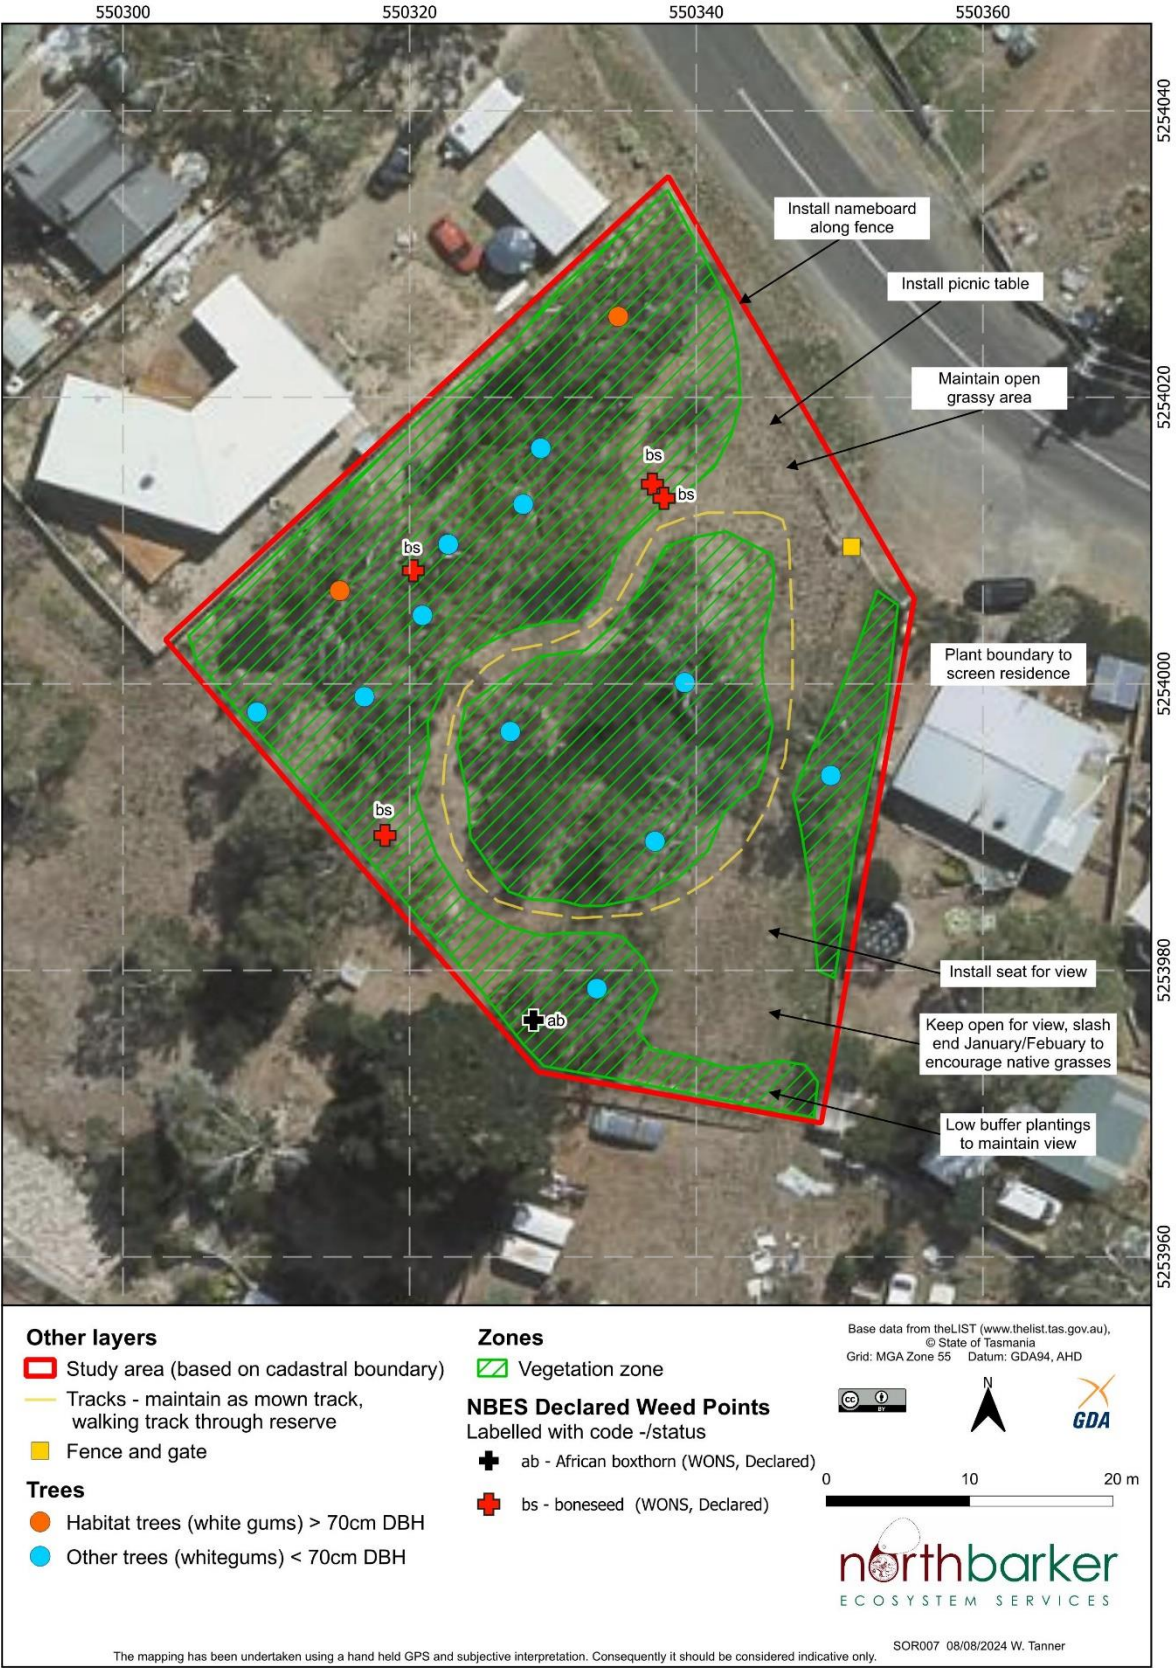 550300
550320
550340
550360
5254040
5254020
5254000
5253980
5253960
Install nameboard
along fence
Install picnic table
Maintain open
grassy area
bs
bs
bs
Plant boundary to
screen residence
bs
Install seat for view
ab
Keep open for view, slash
end January/Febuary to
encourage native grasses
Low buffer plantings
to maintain view
Other layers
Study area (based on cadastral boundary)
Tracks - maintain as mown track,
walking track through reserve
Fence and gate
Trees
Habitat trees (white gums) > 70cm DBH
Other trees (whitegums) < 70cm DBH
Zones
Vegetation zone
NBES Declared Weed Points
Labelled with code -/status
ab - African boxthorn (WONS, Declared)
bs - boneseed (WONS, Declared)
Base data from theLIST (www.thelist.tas.gov.au),
© State of Tasmania
Grid: MGA Zone 55 Datum: GDA94, AHD
cc BY
N
GDA
0 10 20 m
northbarker
ECOSYSTEM SERVICES
SOR007 08/08/2024 W. Tanner
The mapping has been undertaken using a hand held GPS and subjective interpretation. Consequently it should be considered indicative only.